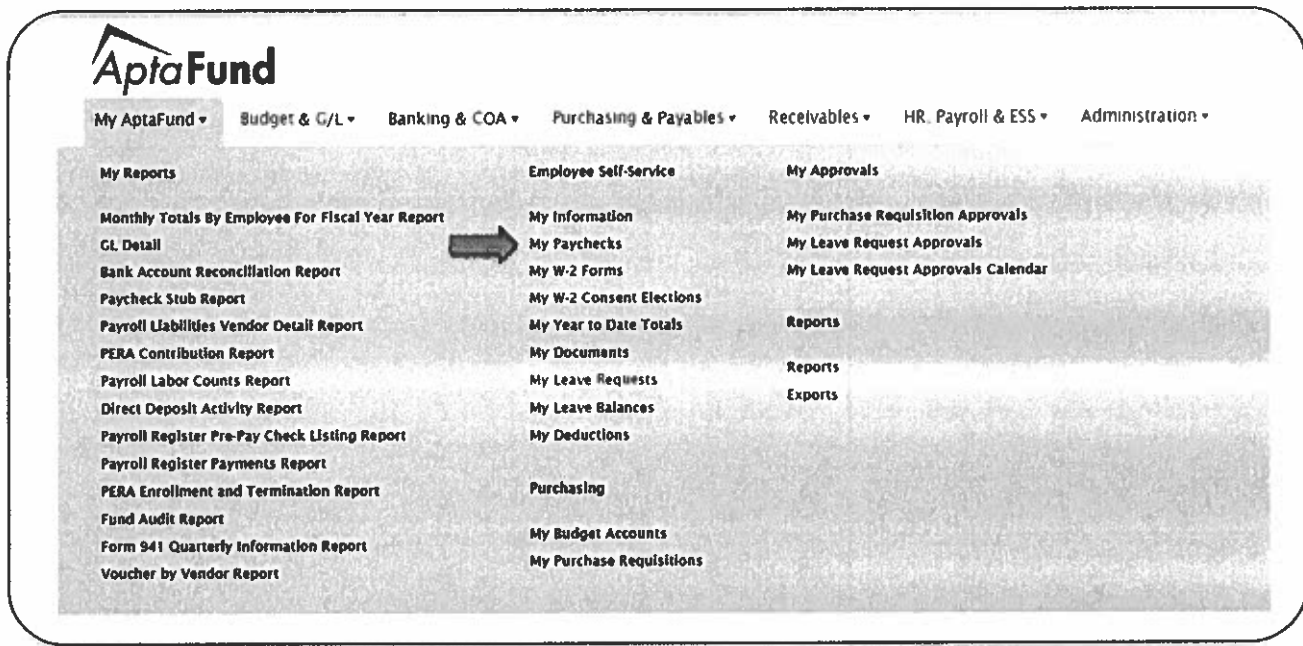 AptaFund
My AptaFund ▾ Budget & G/L ▾ Banking & COA ▾ Purchasing & Payables ▾ Receivables ▾ HR, Payroll & ESS ▾ Administration ▾
My Reports
Monthly Totals By Employee For Fiscal Year Report
GL Detail
Bank Account Reconciliation Report
Paycheck Stub Report
Payroll Liabilities Vendor Detail Report
PERA Contribution Report
Payroll Labor Counts Report
Direct Deposit Activity Report
Payroll Register Pre-Pay Check Listing Report
Payroll Register Payments Report
PERA Enrollment and Termination Report
Fund Audit Report
Form 941 Quarterly Information Report
Voucher by Vendor Report
Employee Self-Service
My Information
My Paychecks
My W-2 Forms
My W-2 Consent Elections
My Year to Date Totals
My Documents
My Leave Requests
My Leave Balances
My Deductions
Purchasing
My Budget Accounts
My Purchase Requisitions
My Approvals
My Purchase Requisition Approvals
My Leave Request Approvals
My Leave Request Approvals Calendar
Reports
Reports
Exports